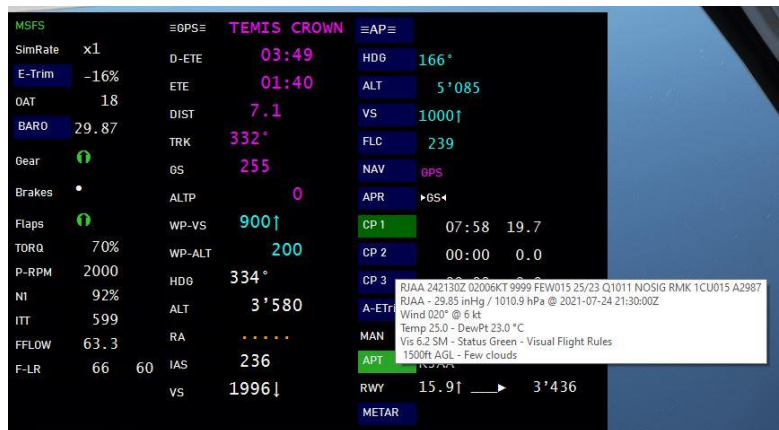 MSFS
SimRate x1
E-Trim -16%
OAT 18
BARO 29.87
Gear
Brakes
Flaps
TORQ 70%
P-RPM 2000
N1 92%
ITT 599
FFLOW 63.3
F-LR 66 60
≡GPS≡ TEMIS CROWN
D-ETE 03:49
ETE 01:40
DIST 7.1
TRK 332°
GS 255
ALTP 0
WP-VS 900↑
WP-ALT 200
HDG 334°
ALT 3'580
RA .....
IAS 236
VS 1996↓
≡AP≡
HDG 166°
ALT 5'085
VS 1000↑
FLC 239
NAV GPS
APR ▸GS◂
CP 1 07:58 19.7
CP 2 00:00 0.0
CP 3
A-ETri
MAN
APT
RWY 15.9↑ ___▸ 3'436
METAR
RJAA 242130Z 02006KT 9999 FEW015 25/23 Q1011 NOSIG RMK 1CU015 A2987
RJAA - 29.85 inHg / 1010.9 hPa @ 2021-07-24 21:30:00Z
Wind 020° @ 6 kt
Temp 25.0 - DewPt 23.0 °C
Vis 6.2 SM - Status Green - Visual Flight Rules
1500ft AGL - Few clouds